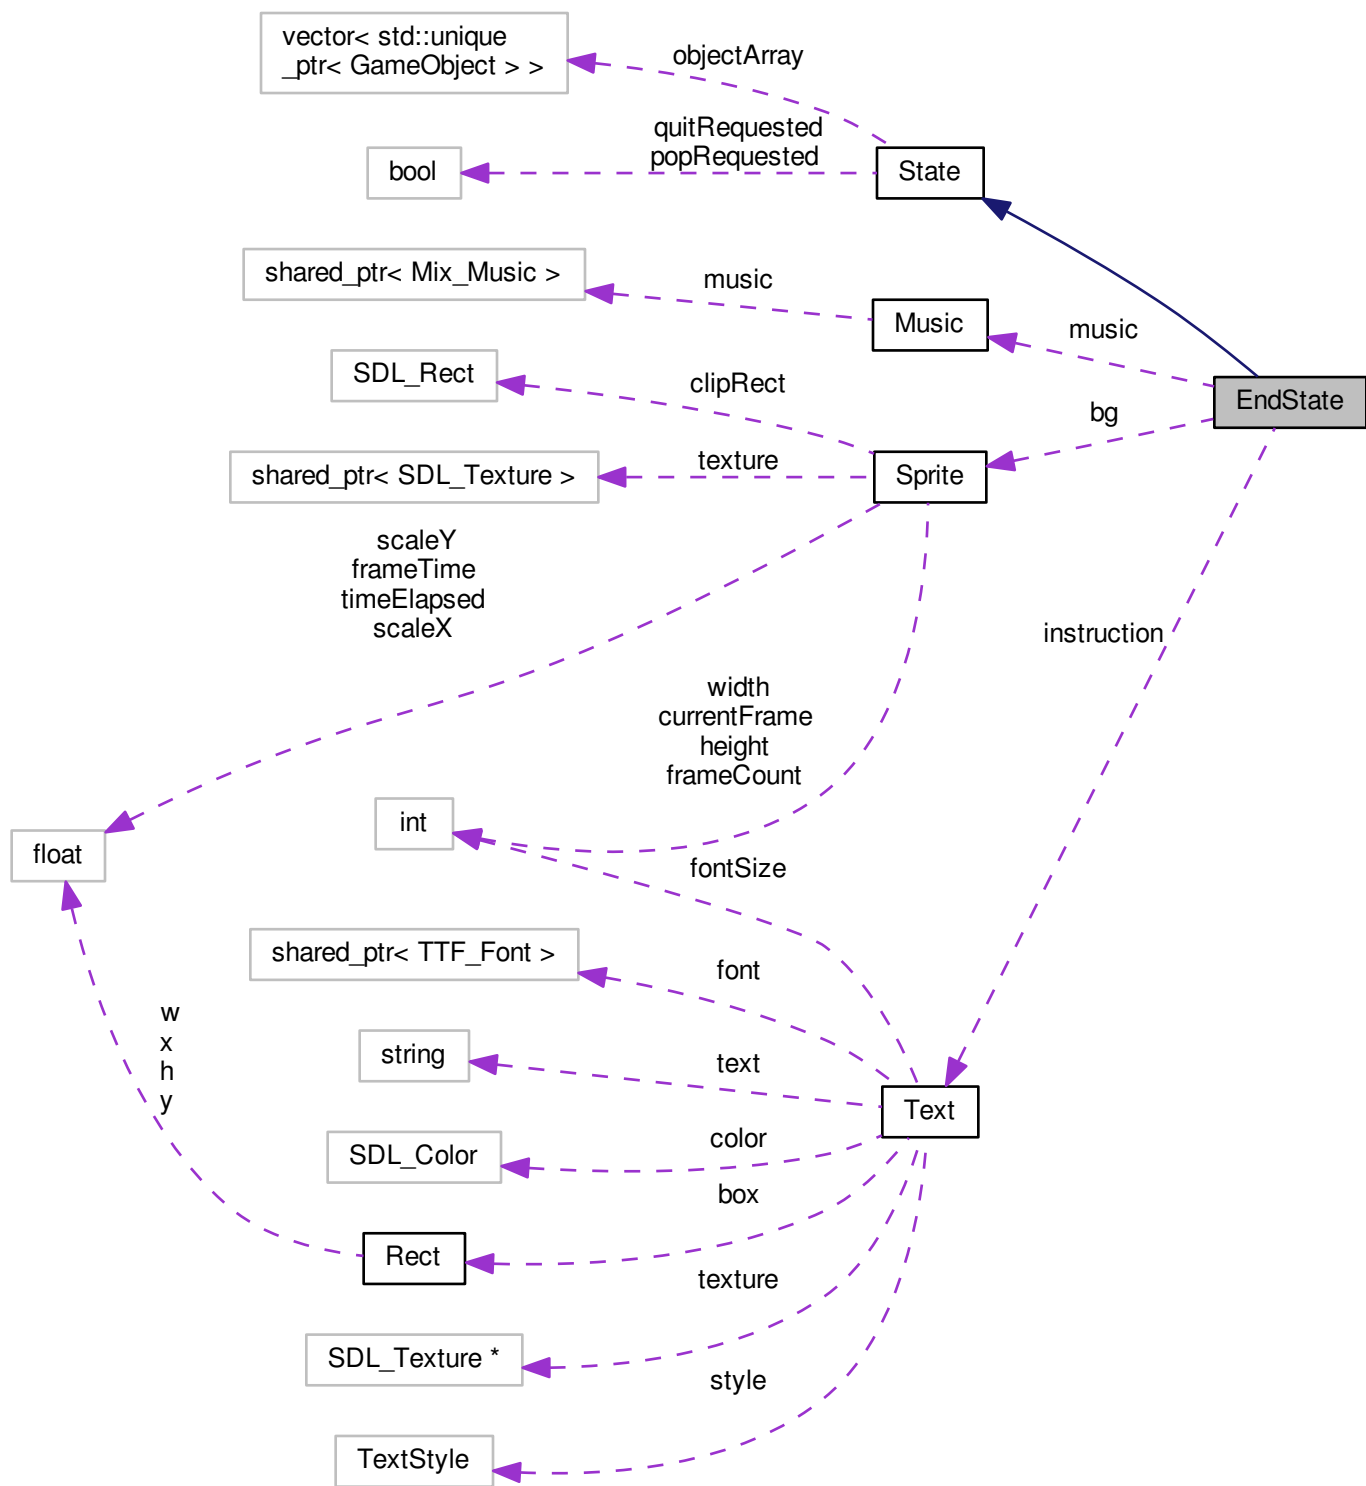 vector< std::unique
_ptr< GameObject > >
objectArray
quitRequested
popRequested
bool
State
shared_ptr< Mix_Music >
music
Music
music
SDL_Rect
clipRect
EndState
bg
shared_ptr< SDL_Texture >
texture
Sprite
scaleY
frameTime
timeElapsed
scaleX
instruction
width
currentFrame
height
frameCount
int
float
fontSize
shared_ptr< TTF_Font >
font
w
x
h
y
string
text
Text
SDL_Color
color
box
Rect
texture
SDL_Texture *
style
TextStyle